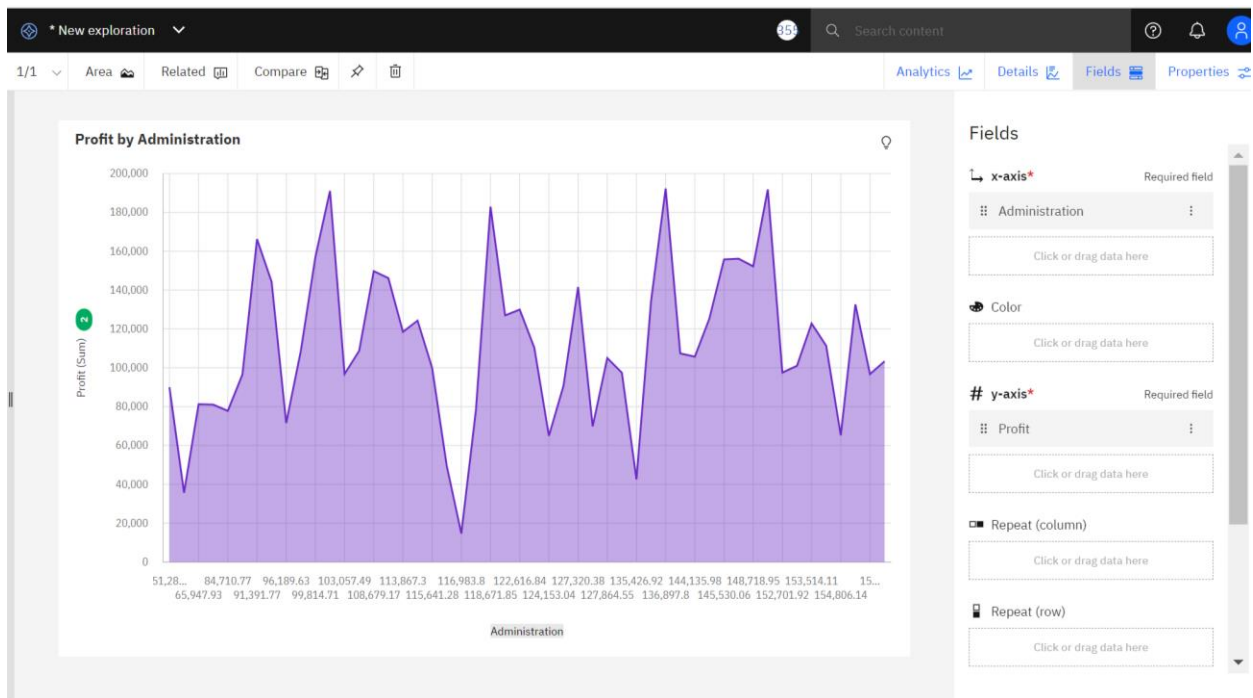 * New exploration
355
Search content
1/1
Area
Related
Compare
Analytics
Details
Fields
Properties
Profit by Administration
200,000
180,000
160,000
140,000
120,000
100,000
80,000
60,000
40,000
20,000
0
Profit (Sum) 2
51,28... 84,710.77 96,189.63 103,057.49 113,867.3 116,983.8 122,616.84 127,320.38 135,426.92 144,135.98 148,718.95 153,514.11 15...
65,947.93 91,391.77 99,814.71 108,679.17 115,641.28 118,671.85 124,153.04 127,864.55 136,897.8 145,530.06 152,701.92 154,806.14
Administration
Fields
x-axis* Required field
Administration
Click or drag data here
Color
Click or drag data here
# y-axis* Required field
Profit
Click or drag data here
Repeat (column)
Click or drag data here
Repeat (row)
Click or drag data here